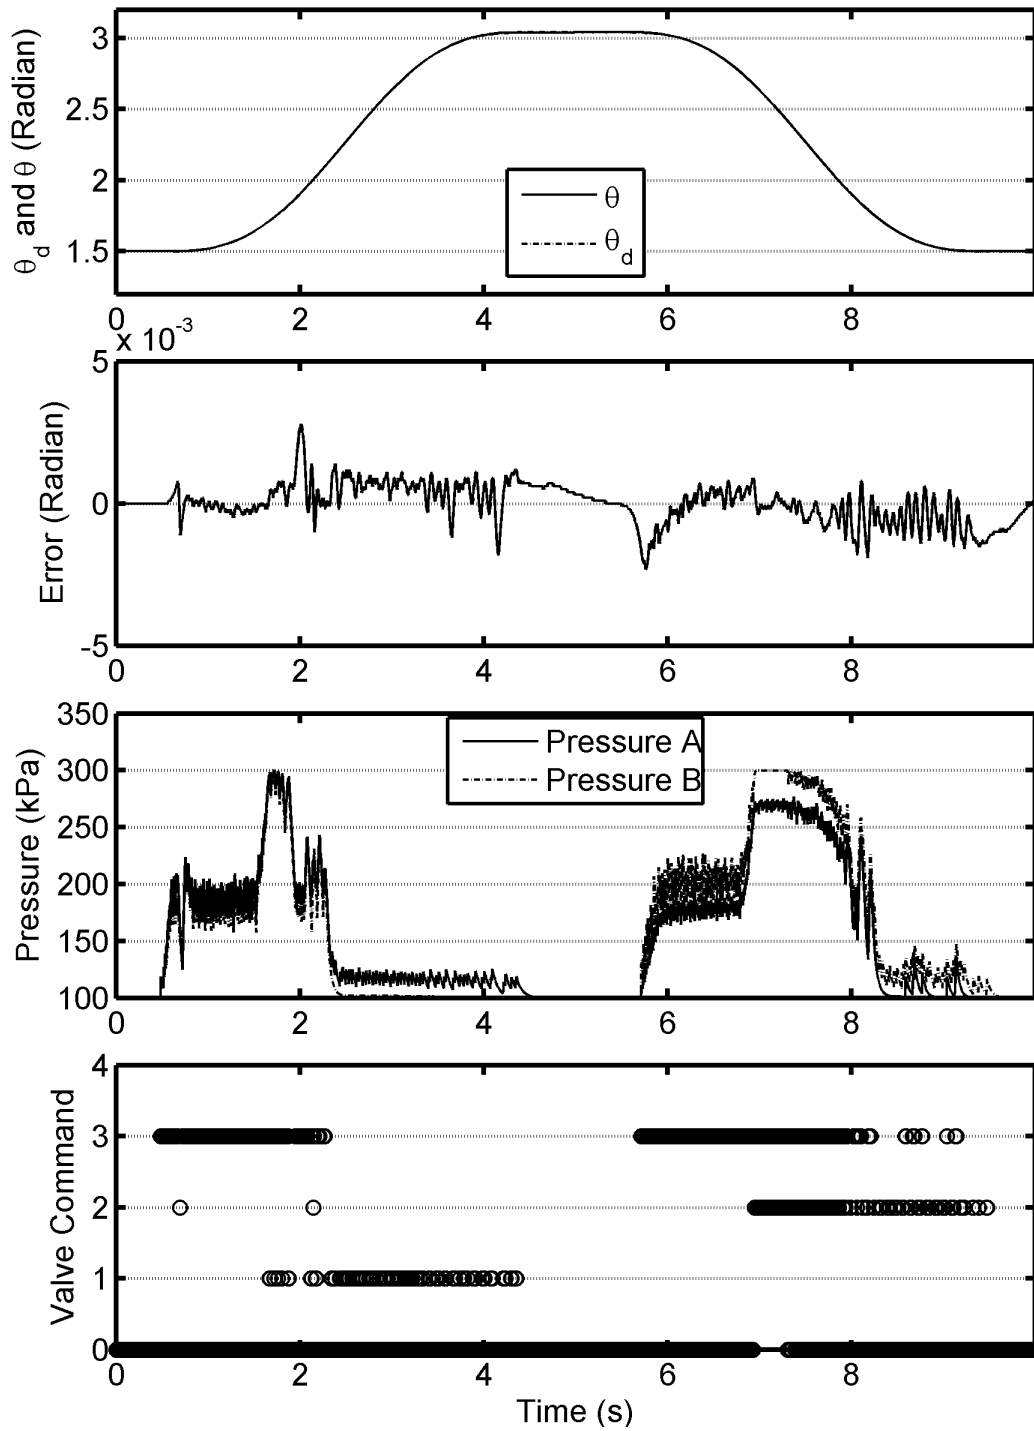 3
2.5
2
1.5
θd and θ (Radian)
θ
θd
0 2 4 6 8
x 10-3
5
0
-5
Error (Radian)
0 2 4 6 8
350
300
250
200
150
100
Pressure (kPa)
Pressure A
Pressure B
0 2 4 6 8
4
3
2
1
0
Valve Command
0 2 4 6 8
Time (s)